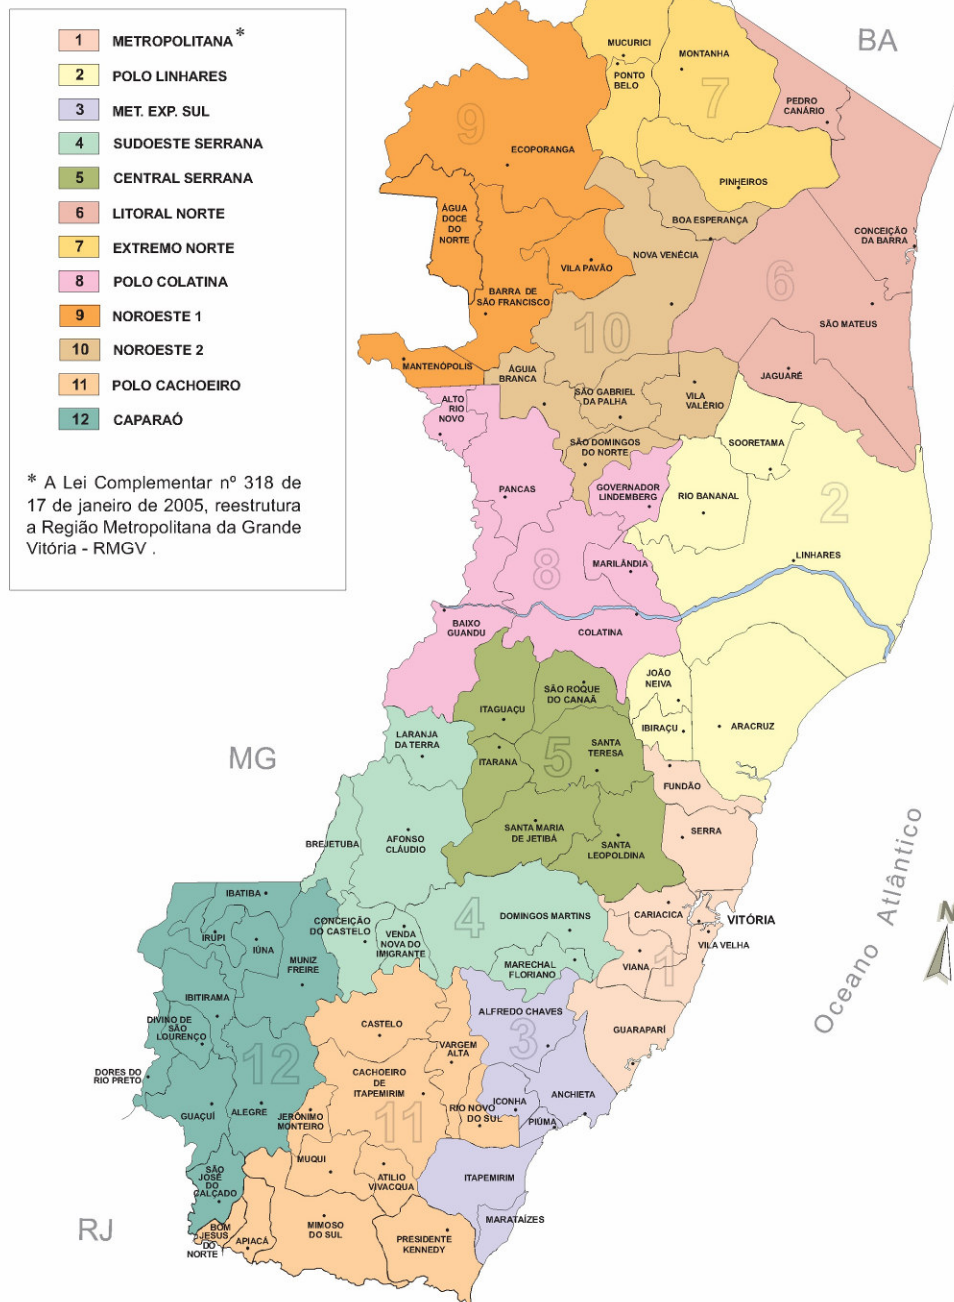 1 METROPOLITANA *
2 POLO LINHARES
3 MET. EXP. SUL
4 SUDOESTE SERRANA
5 CENTRAL SERRANA
6 LITORAL NORTE
7 EXTREMO NORTE
8 POLO COLATINA
9 NOROESTE 1
10 NOROESTE 2
11 POLO CACHOEIRO
12 CAPARAÓ
* A Lei Complementar nº 318 de
17 de janeiro de 2005, reestrutura
a Região Metropolitana da Grande
Vitória - RMGV .
BA
MUCURICI
MONTANHA
PONTO
BELO
7
PEDRO
CANÁRIO
9
ECOPORANGA
PINHEIROS
ÁGUA
DOCE
DO
NORTE
BOA ESPERANÇA
CONCEIÇÃO
DA BARRA
NOVA VENÉCIA
VILA PAVÃO
6
BARRA DE
SÃO FRANCISCO
10
SÃO MATEUS
MANTENÓPOLIS
ÁGUIA
BRANCA
JAGUARÉ
SÃO GABRIEL
DA PALHA
VILA
VALÉRIO
ALTO
RIO
NOVO
SÃO DOMINGOS
DO NORTE
SOORETAMA
PANCAS
GOVERNADOR
LINDEMBERG
RIO BANANAL
2
LINHARES
8
MARILÂNDIA
BAIXO
GUANDU
COLATINA
JOÃO
NEIVA
SÃO ROQUE
DO CANAÃ
ITAGUAÇU
IBIRAÇU
ARACRUZ
MG
LARANJA
DA TERRA
ITARANA
5
SANTA
TERESA
FUNDÃO
SERRA
BREJETUBA
AFONSO
CLÁUDIO
SANTA MARIA
DE JETIBÁ
SANTA
LEOPOLDINA
Oceano Atlântico
IBATIBA
N
CONCEIÇÃO
DO CASTELO
4
DOMINGOS MARTINS
CARIACICA
VITÓRIA
IRUPI
IÚNA
VENDA
NOVA DO
IMIGRANTE
VILA VELHA
MUNIZ
FREIRE
MARECHAL
FLORIANO
VIANA
1
IBITIRAMA
ALFREDO CHAVES
DIVINO DE
SÃO
LOURENÇO
CASTELO
3
GUARAPARÍ
VARGEM
ALTA
12
DORES DO
RIO PRETO
CACHOEIRO
DE
ITAPEMIRIM
ICONHA
ANCHIETA
GUAÇUÍ
ALEGRE
JERÔNIMO
MONTEIRO
11
RIO NOVO
DO SUL
PIÚMA
MUQUI
SÃO
JOSÉ
DO
CALÇADO
ATILIO
VIVACQUA
ITAPEMIRIM
RJ
BOM
JESUS
DO
NORTE
APIACÁ
MIMOSO
DO SUL
PRESIDENTE
KENNEDY
MARATAÍZES